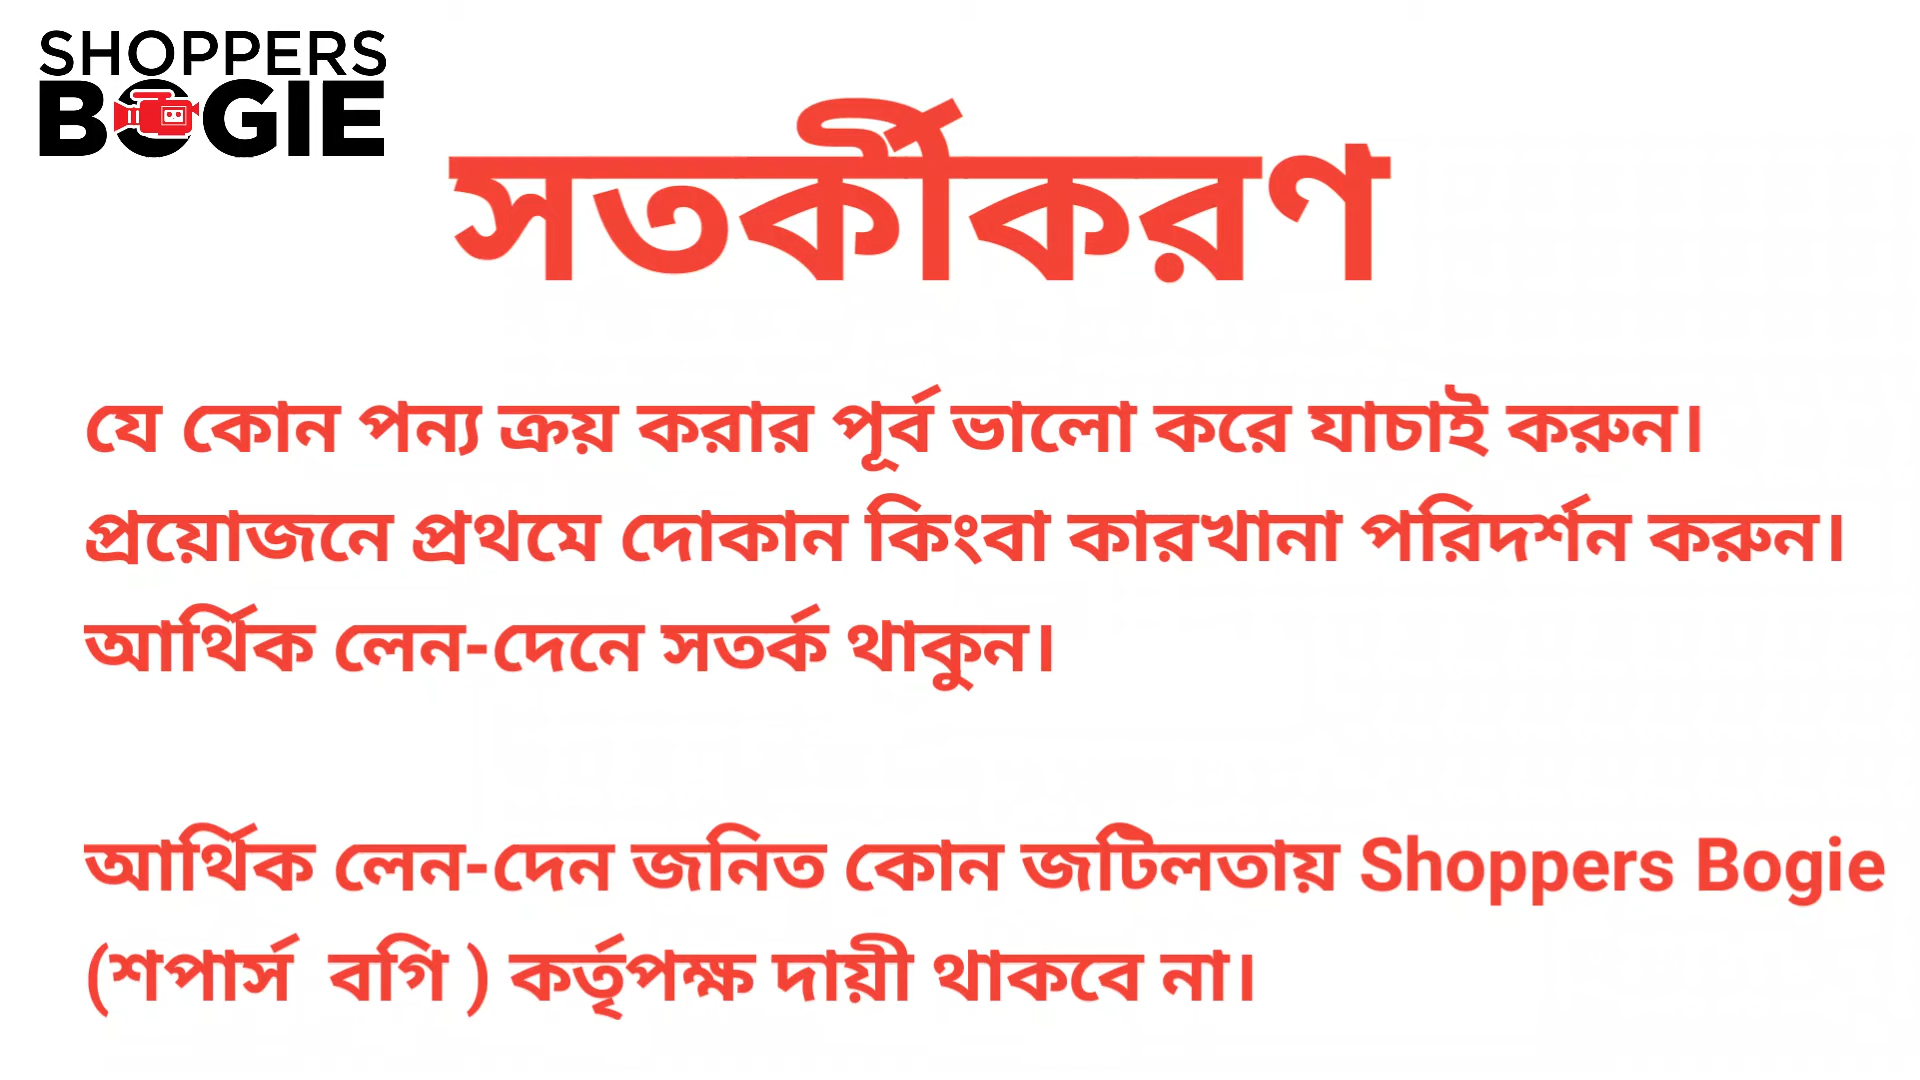 SHOPPERS
BOGIE
সতর্কীকরণ
যে কোন পন্য ক্রয় করার পূর্ব ভালো করে যাচাই করুন।
প্রয়োজনে প্রথমে দোকান কিংবা কারখানা পরিদর্শন করুন।
আর্থিক লেন-দেনে সতর্ক থাকুন।
আর্থিক লেন-দেন জনিত কোন জটিলতায় Shoppers Bogie
(শপার্স বগি ) কর্তৃপক্ষ দায়ী থাকবে না।